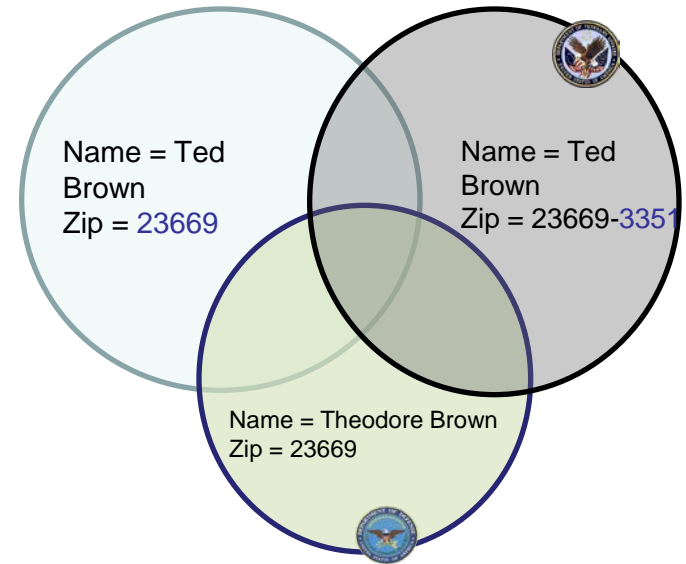 Name = Ted
Brown
Zip = 23669
Name = Ted
Brown
Zip = 23669-3351
Name = Theodore Brown
Zip = 23669